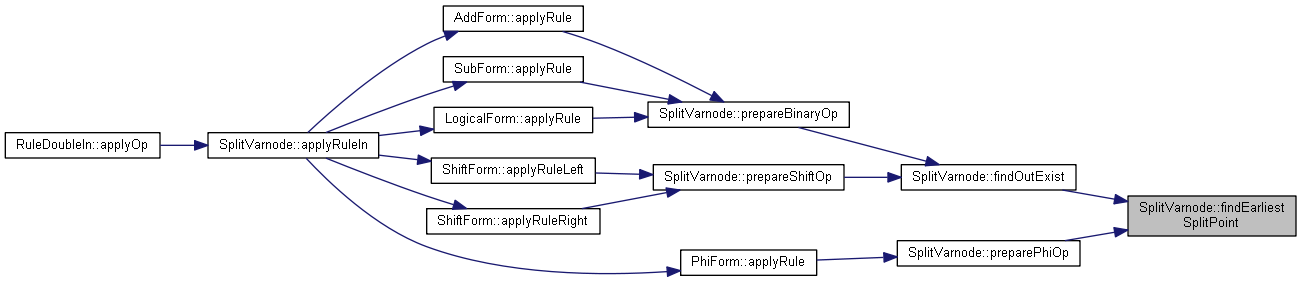 AddForm::applyRule
SubForm::applyRule
SplitVarnode::prepareBinaryOp
LogicalForm::applyRule
RuleDoubleIn::applyOp
SplitVarnode::applyRuleIn
ShiftForm::applyRuleLeft
SplitVarnode::prepareShiftOp
SplitVarnode::findOutExist
SplitVarnode::findEarliest
SplitPoint
ShiftForm::applyRuleRight
PhiForm::applyRule
SplitVarnode::preparePhiOp